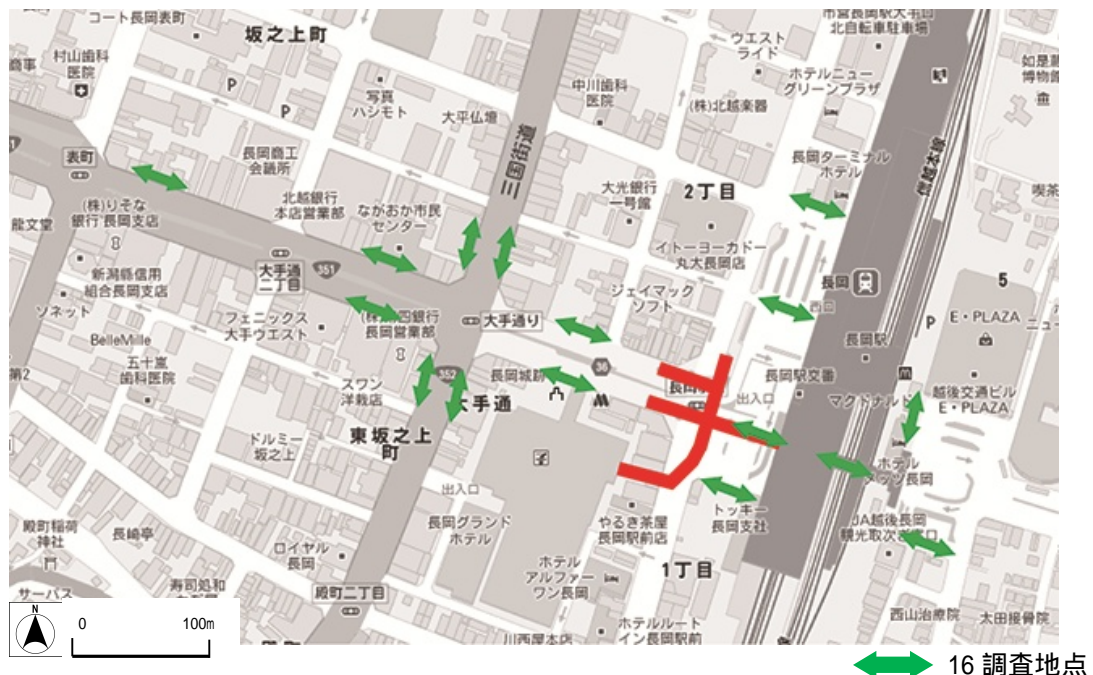 コート長岡表町
坂之上町
村山歯科
医院
商事
P
P
写真
ハシモト
大平仏壇
三国街道
中川歯科
医院
ウエスト
ライド
市営長岡駅大手口
北自転車駐車場
ホテルニュー
グリーンプラザ
(株)北越楽器
如是蔵
博物館
信越本線
喫茶
表町
長岡商工
会議所
長岡ターミナル
ホテル
2丁目
大光銀行
一号館
(株)りそな
銀行 長岡支店
北越銀行
本店営業部
ながおか市民
センター
龍文堂
イトーヨーカドー
丸大長岡店
大手通
二丁目
351
新潟縣信用
組合長岡支店
ソネット
フェニックス
大手ウエスト
長岡営業部
大手通り
ジェイマック
ソフト
長岡
西口
長岡駅
5
E・PLAZA
P
BelleMille
五十嵐
歯科医院
第2
スワン
洋裁店
352
長岡城跡
36
大手通
長岡駅交番
出入口
マクドナルド
越後交通ビル
E・PLAZA
ドルミー
坂之上
東坂之上
町
出入口
長岡グランド
ホテル
やるき茶屋
長岡駅前店
トッキー
長岡支社
ホテル
JA越後長岡
殿町稲荷
神社
長崎亭
ロイヤル
長岡
ホテル
アルファー
ワン長岡
1丁目
寿司処和
サーパス
殿町二丁目
川西屋本店
ホテルルート
イン長岡駅前
西山治療院
太田接骨院
N
0 100m
16 調査地点